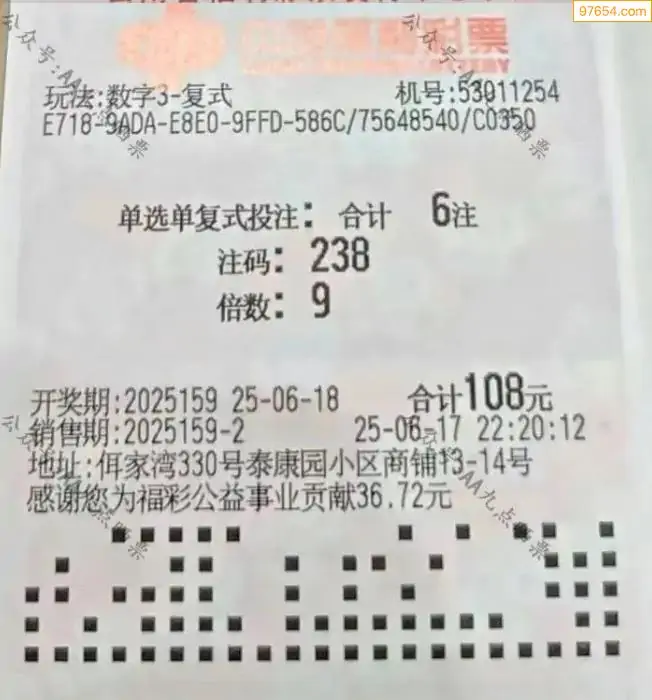 97654.com
玩法:数字3-复式 机号:53011254
E718-9ADA-E8E0-9FFD-586C/75648540/C0350
单选单复式投注: 合计 6注
注码: 238
倍数: 9
开奖期:2025159 25-06-18 合计108元
销售期:2025159-2 25-06-17 22:20:12
地址:佴家湾330号泰康园小区商铺13-14号
感谢您为福彩公益事业贡献36.72元